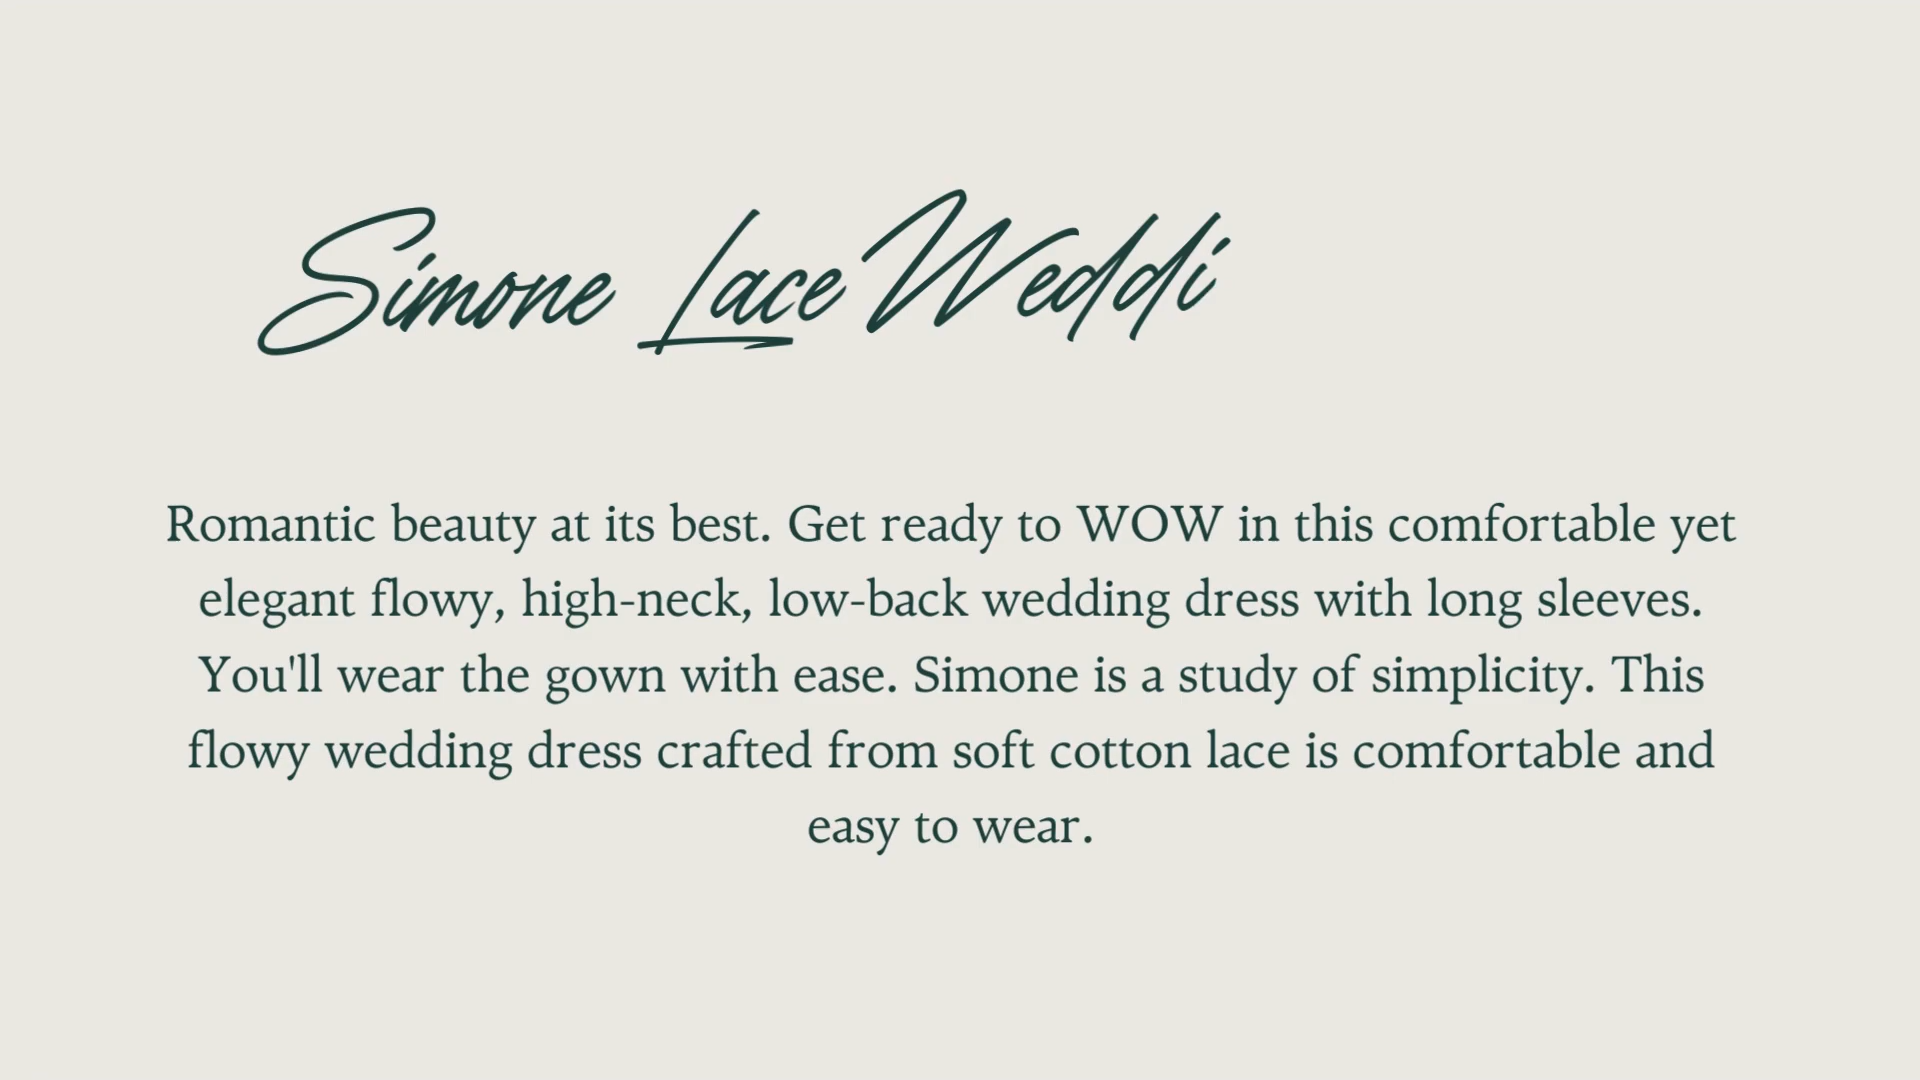 Simone Lace Weddi
Romantic beauty at its best. Get ready to WOW in this comfortable yet
elegant flowy, high-neck, low-back wedding dress with long sleeves.
You'll wear the gown with ease. Simone is a study of simplicity. This
flowy wedding dress crafted from soft cotton lace is comfortable and
easy to wear.